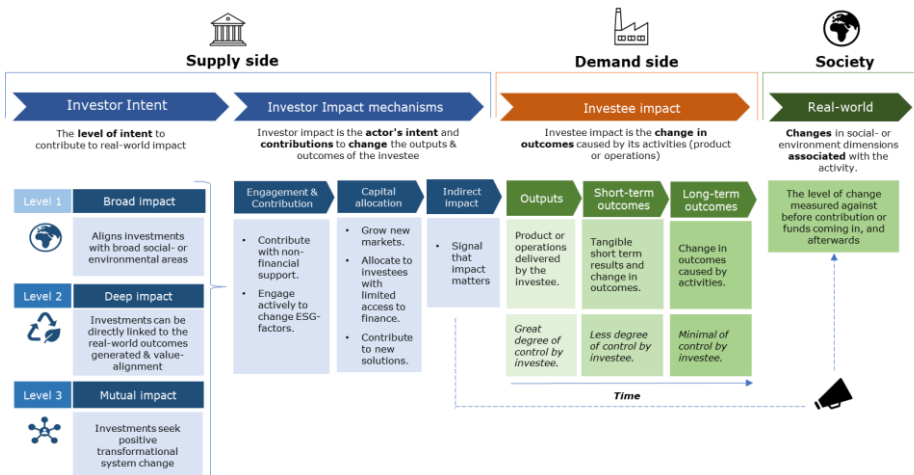 Supply side
Demand side
Society
Investor Intent
Investor Impact mechanisms
Investee impact
Real-world
The level of intent to
contribute to real-world impact
Investor impact is the actor's intent and
contributions to change the outputs &
outcomes of the investee
Investee impact is the change in
outcomes caused by its activities (product
or operations)
Changes in social- or
environment dimensions
associated with the
activity.
Level 1
Broad impact
Aligns investments
with broad social- or
environmental areas
Level 2
Deep impact
Investments can be
directly linked to the
real-world outcomes
generated & value-
alignment
Level 3
Mutual impact
Investments seek
positive
transformational
system change
Engagement &
Contribution
• Contribute
with non-
financial
support.
• Engage
actively to
change ESG-
factors.
Capital
allocation
• Grow new
markets.
• Allocate to
investees
with
limited
access to
finance.
• Contribute
to new
solutions.
Indirect
impact
• Signal
that
impact
matters
Outputs
Product or
operations
delivered by
the investee.
Great
degree of
control by
investee.
Short-term
outcomes
Tangible
short term
results and
change in
outcomes.
Less degree
of control by
investee.
Long-term
outcomes
Change in
outcomes
caused by
activities.
Minimal of
control by
investee.
Time
The level of change
measured against
before contribution or
funds coming in, and
afterwards